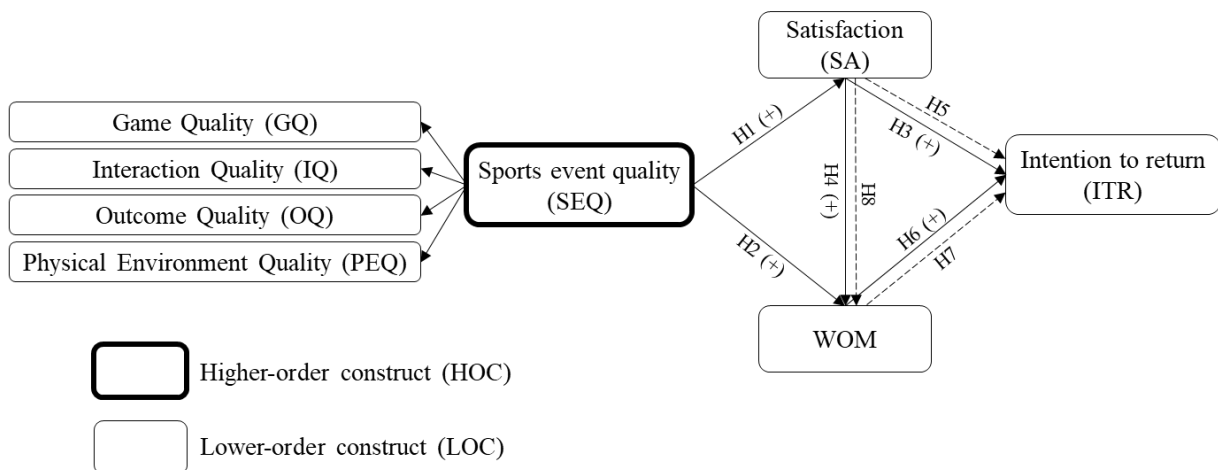 Satisfaction
(SA)
Game Quality (GQ)
Interaction Quality (IQ)
Outcome Quality (OQ)
Physical Environment Quality (PEQ)
Sports event quality
(SEQ)
H1 (+)
H2 (+)
H4 (+)
H8
H5
H3 (+)
H6 (+)
H7
Intention to return
(ITR)
WOM
Higher-order construct (HOC)
Lower-order construct (LOC)